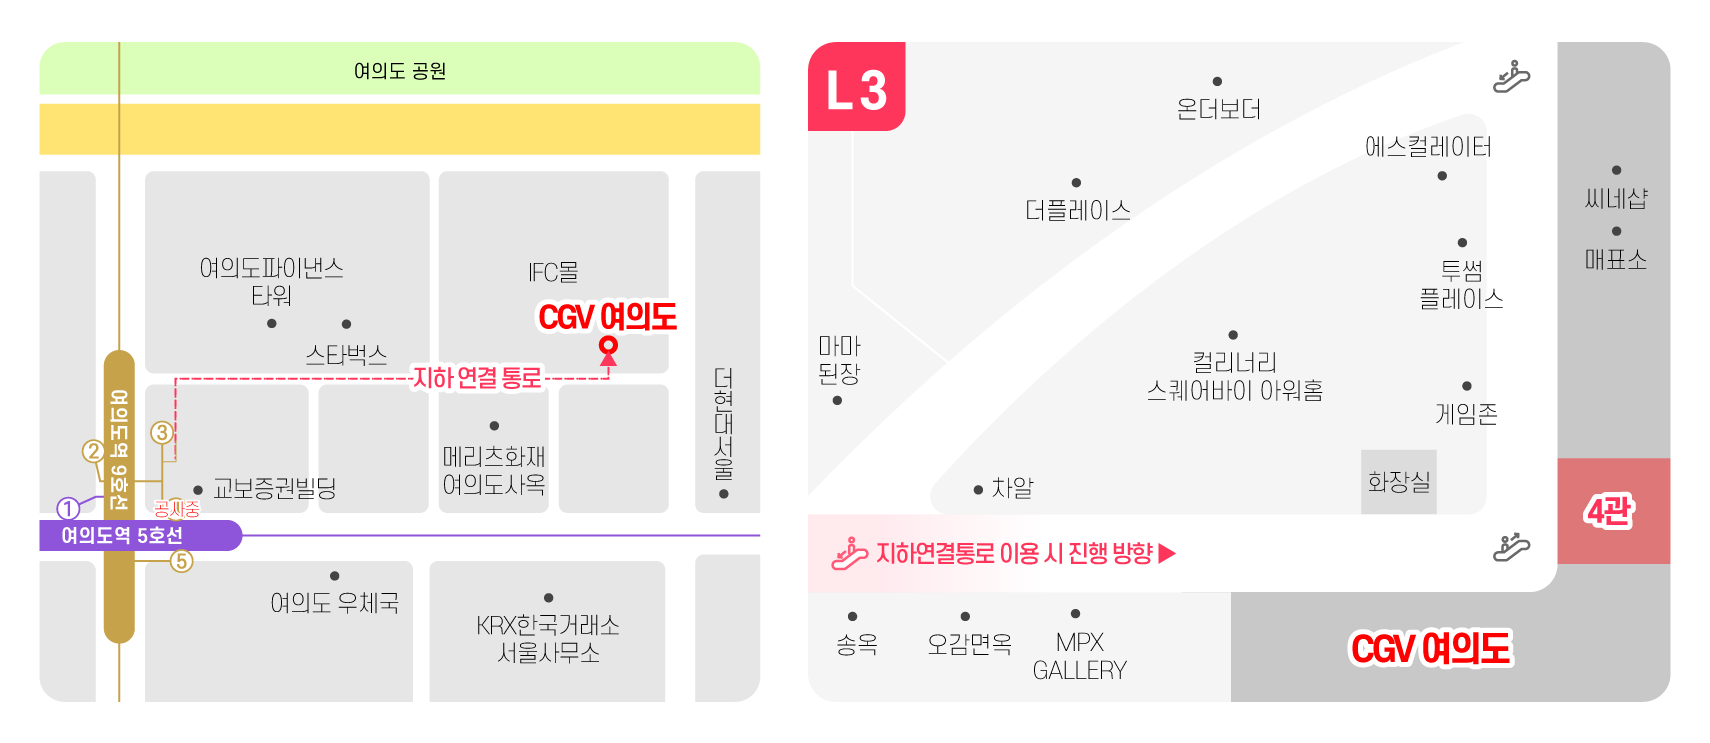 여의도 공원
여의도파이낸스
타워
스타벅스
IFC몰
CGV 여의도
지하 연결 통로
더현대서울
여의도역 9호선
3
2
1
공사중
교보증권빌딩
메리츠화재
여의도사옥
여의도역 5호선
5
여의도 우체국
KRX한국거래소
서울사무소
L3
온더보더
에스컬레이터
더플레이스
씨네샵
매표소
투썸
플레이스
마마
된장
컬리너리
스퀘어바이 아워홈
게임존
차알
화장실
4관
지하연결통로 이용 시 진행 방향 ▶
송옥
오감면옥
MPX
GALLERY
CGV 여의도